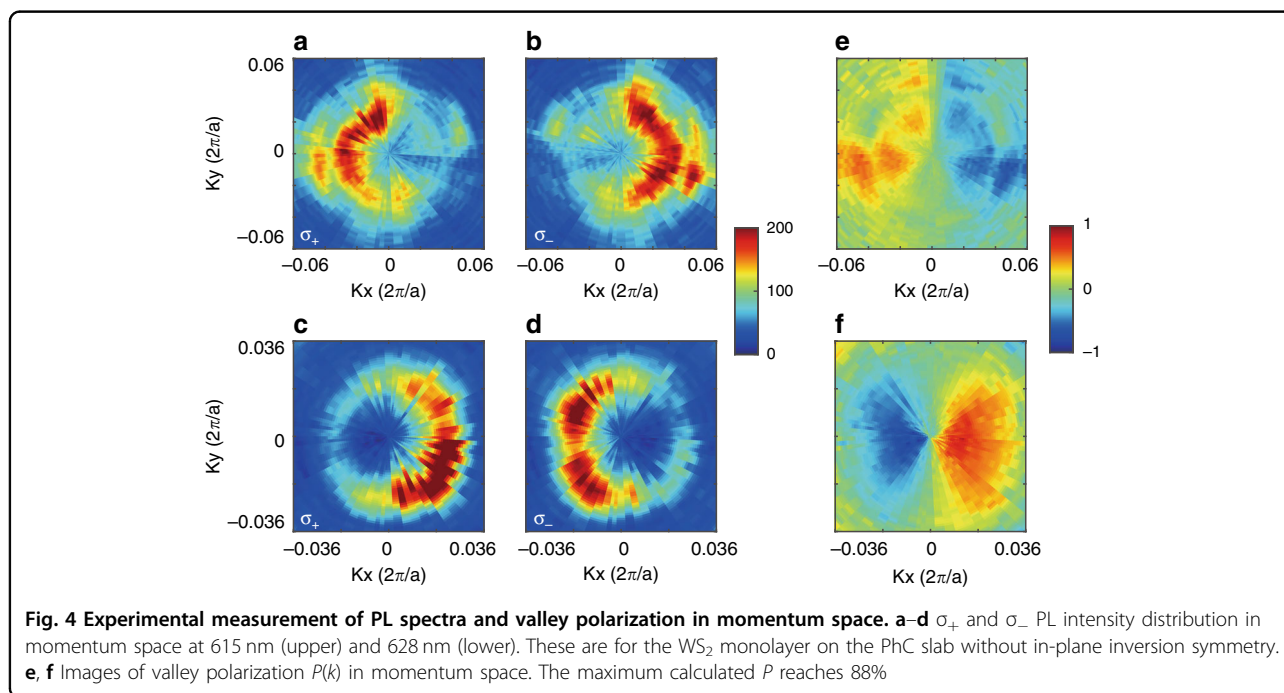 a
b
e
0.06
Ky (2π/a)
0
−0.06
σ+
σ−
−0.06 0 0.06
−0.06 0 0.06
−0.06 0 0.06
Kx (2π/a)
Kx (2π/a)
Kx (2π/a)
200
100
0
1
0
−1
c
d
f
0.036
Ky (2π/a)
0
−0.036
σ+
σ−
−0.036 0 0.036
−0.036 0 0.036
−0.036 0 0.036
Kx (2π/a)
Kx (2π/a)
Kx (2π/a)
Fig. 4 Experimental measurement of PL spectra and valley polarization in momentum space. a–d σ+ and σ− PL intensity distribution in
momentum space at 615 nm (upper) and 628 nm (lower). These are for the WS2 monolayer on the PhC slab without in-plane inversion symmetry.
e, f Images of valley polarization P(k) in momentum space. The maximum calculated P reaches 88%